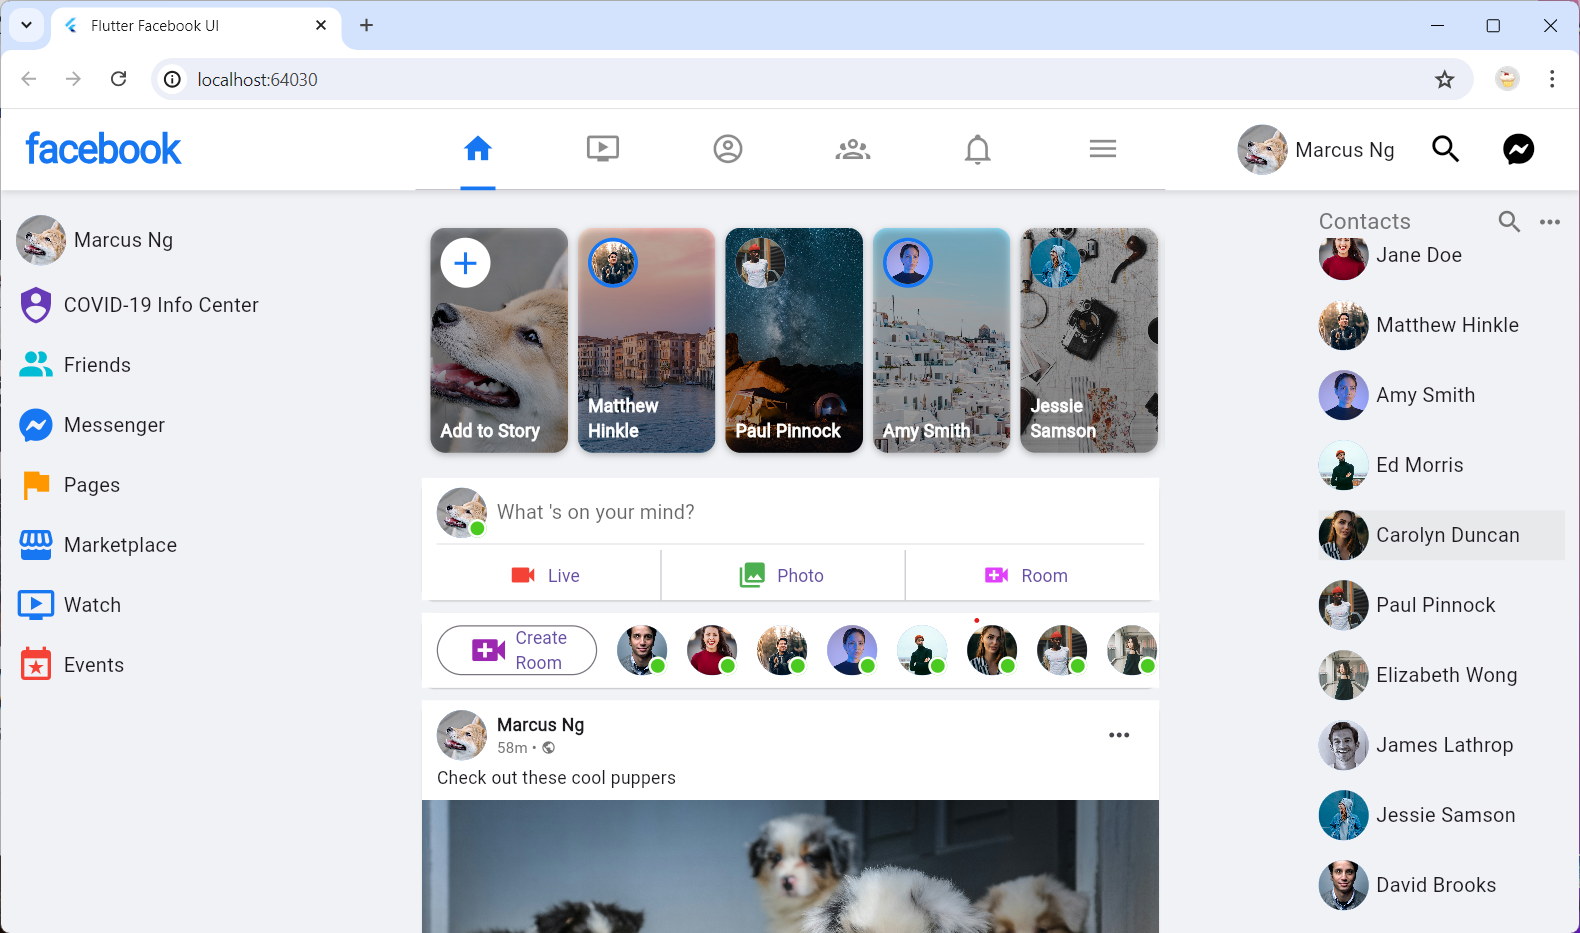 Flutter Facebook UI
localhost:64030
facebook
Marcus Ng
Marcus Ng
COVID-19 Info Center
Friends
Messenger
Pages
Marketplace
Watch
Events
Add to Story
Matthew
Hinkle
Paul Pinnock
Amy Smith
Jessie
Samson
What 's on your mind?
Live
Photo
Room
Create
Room
Marcus Ng
58m •
Check out these cool puppers
Contacts
Jane Doe
Matthew Hinkle
Amy Smith
Ed Morris
Carolyn Duncan
Paul Pinnock
Elizabeth Wong
James Lathrop
Jessie Samson
David Brooks